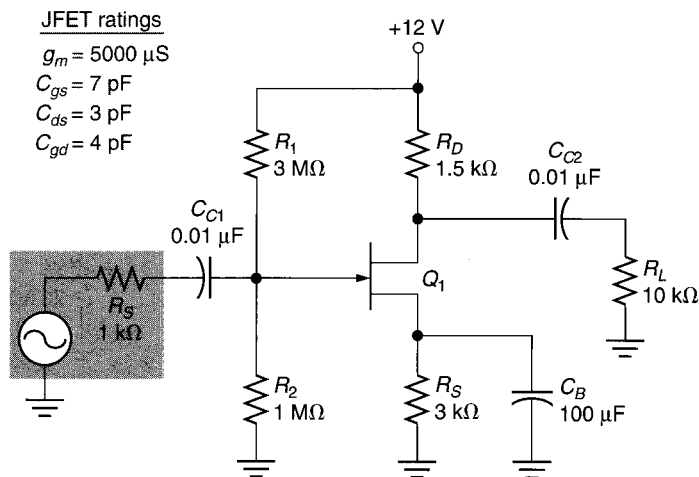 JFET ratings
gm = 5000 µS
Cgs = 7 pF
Cds = 3 pF
Cgd = 4 pF
+12 V
R1
3 MΩ
RD
1.5 kΩ
CC2
0.01 µF
CC1
0.01 µF
RS
1 kΩ
Q1
RL
10 kΩ
R2
1 MΩ
RS
3 kΩ
CB
100 µF